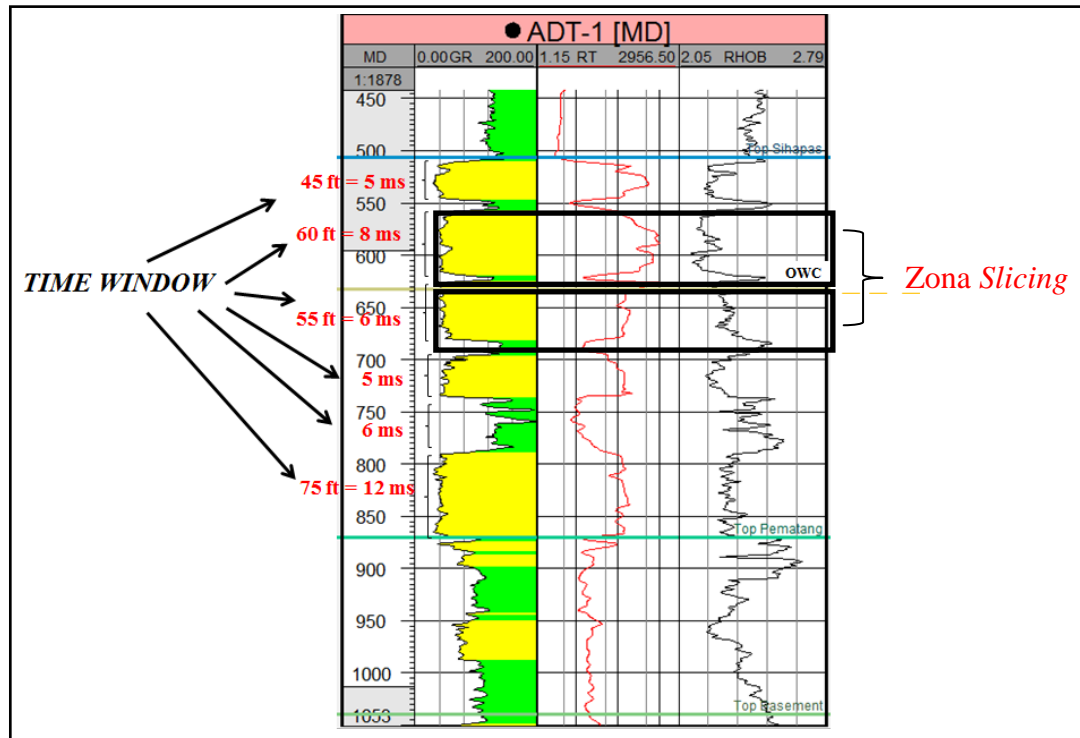 ADT-1 [MD]
MD 0.00 GR 200.00 1.15 RT 2956.50 2.05 RHOB 2.79
1:1878
450
500
Top Sihapas
45 ft = 5 ms
550
60 ft = 8 ms
600
OWC
Zona Slicing
TIME WINDOW
650
55 ft = 6 ms
700
5 ms
750
6 ms
800
75 ft = 12 ms
850
Top Pematang
900
950
1000
Top Basement
1053